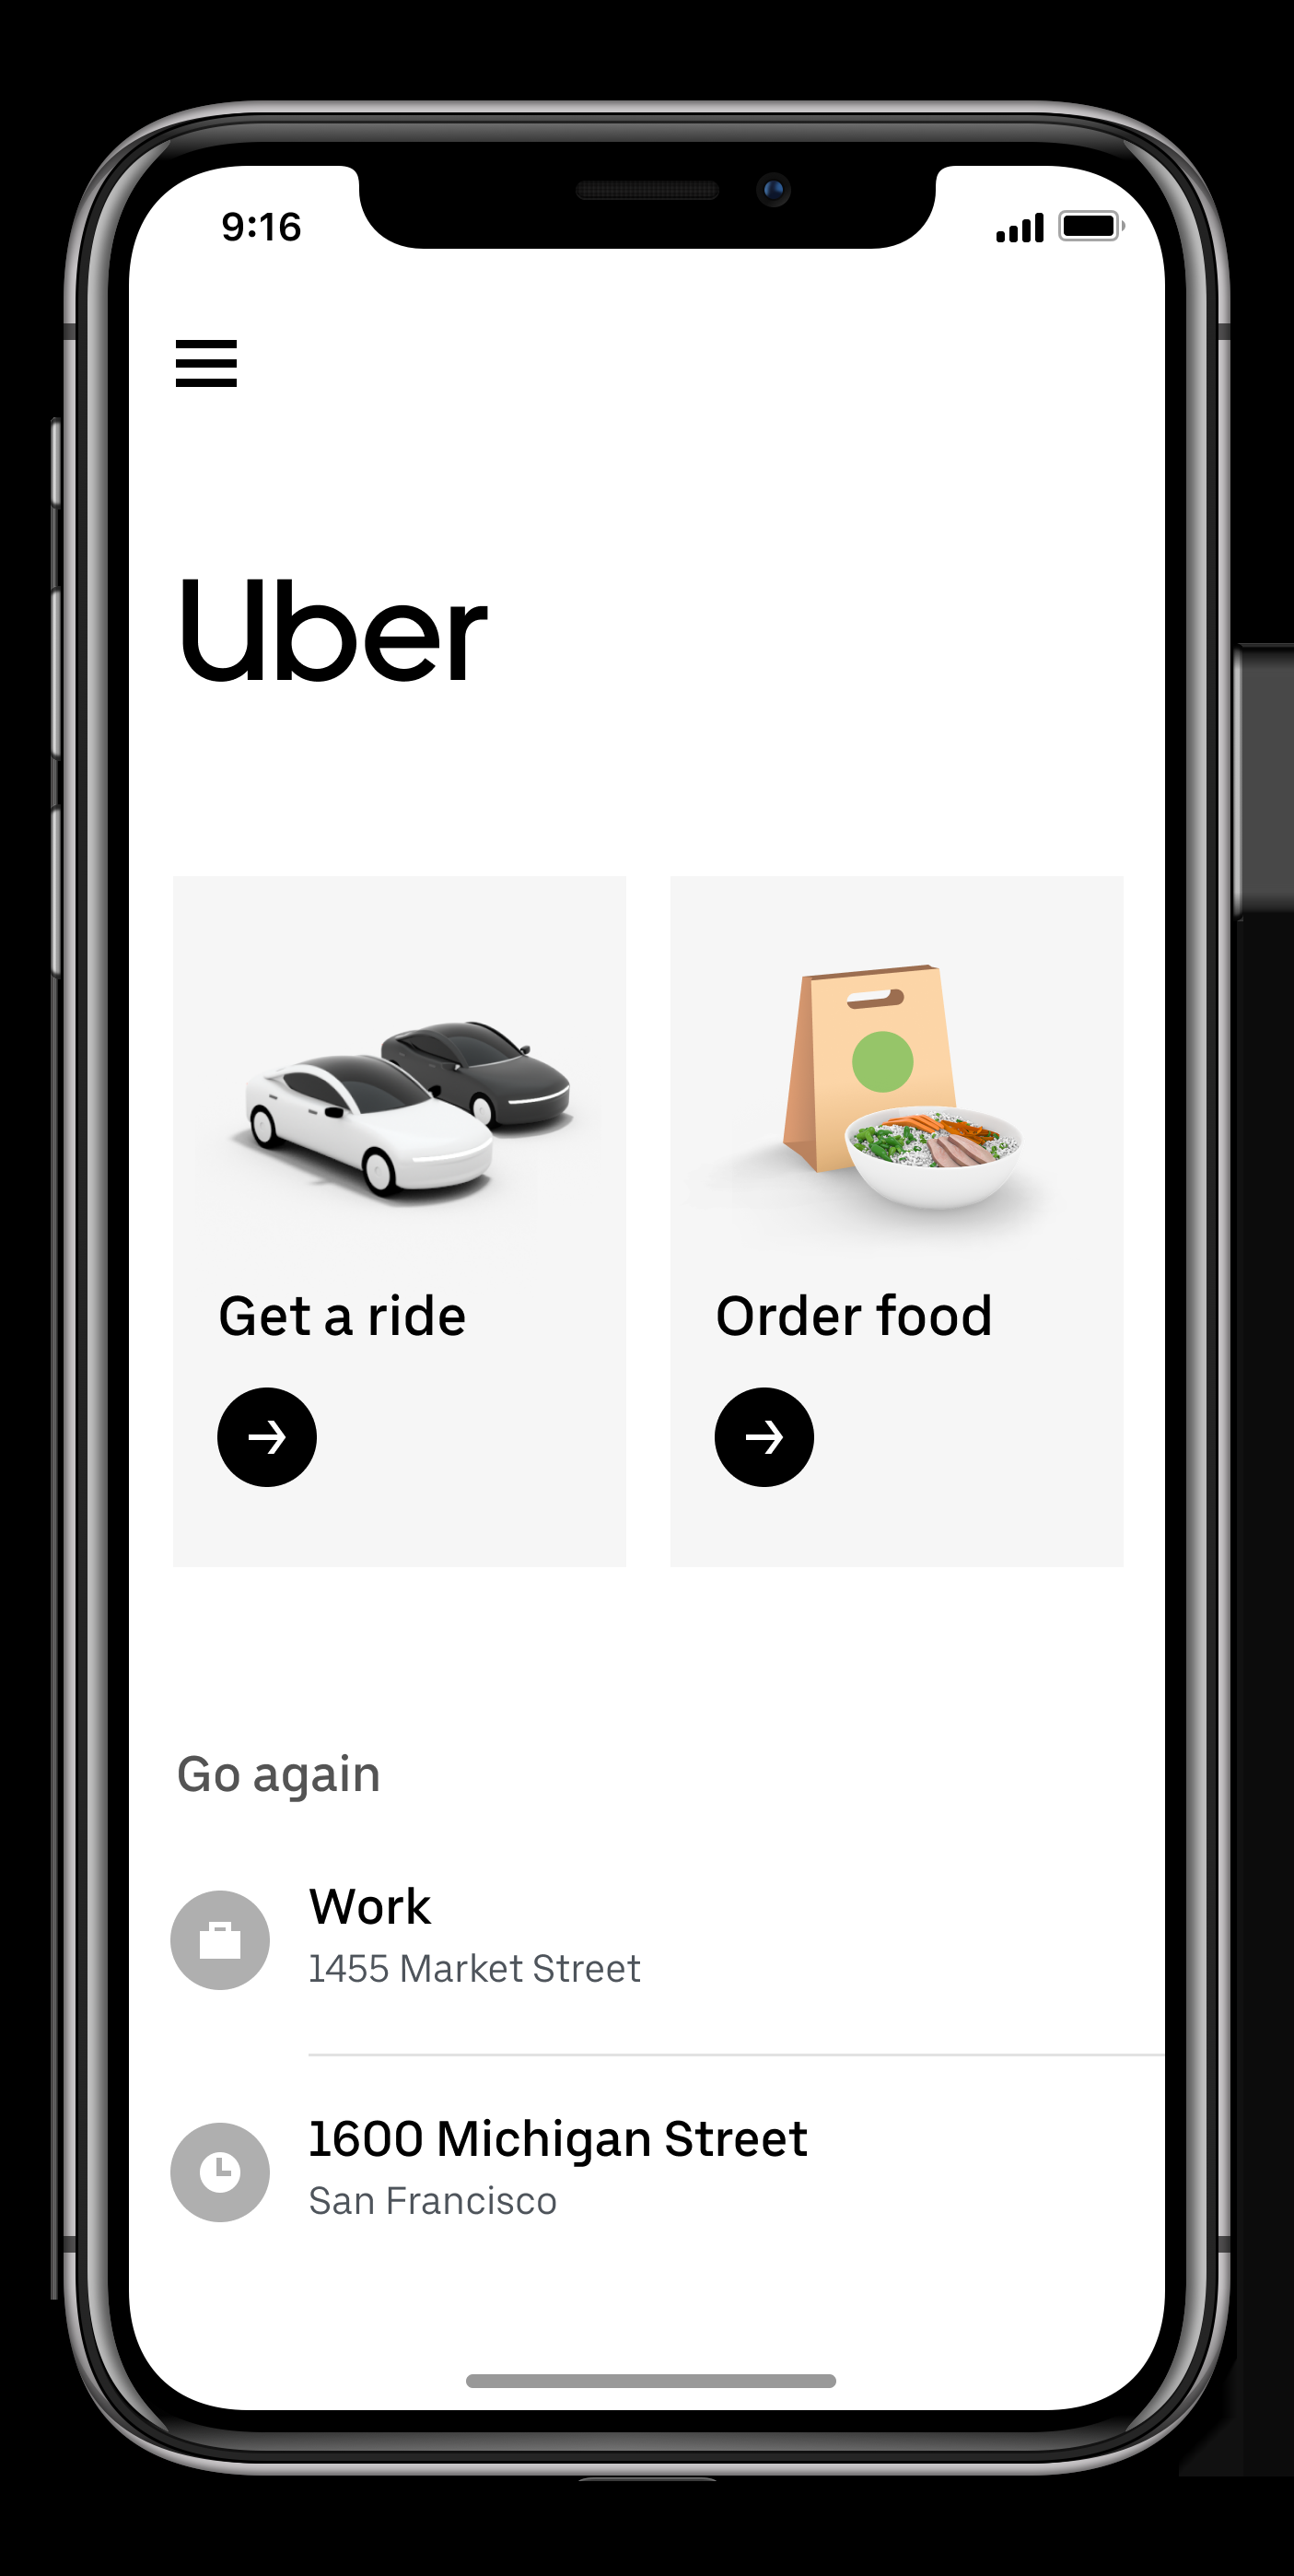 9:16
Uber
Get a ride
Order food
Go again
Work
1455 Market Street
1600 Michigan Street
San Francisco